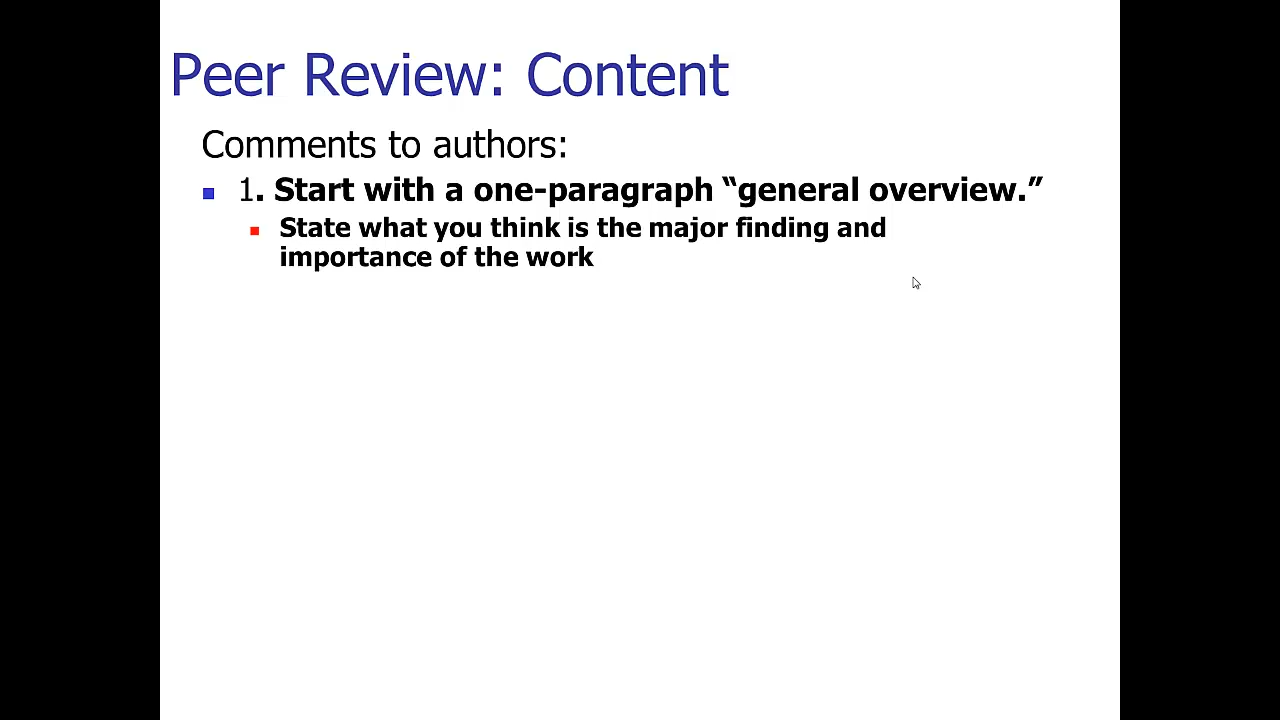 Peer Review: Content
Comments to authors:
1. Start with a one-paragraph “general overview.”
State what you think is the major finding and
importance of the work